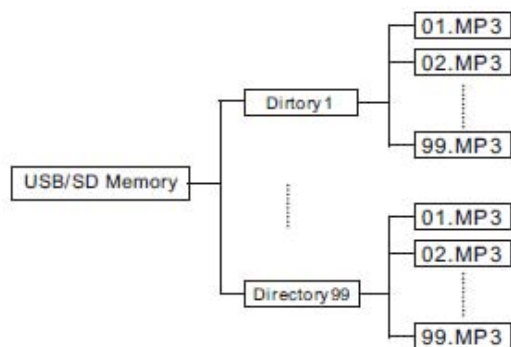 01.MP3
02.MP3
Dirtory1
99.MP3
USB/SD Memory
01.MP3
02.MP3
Directory99
99.MP3